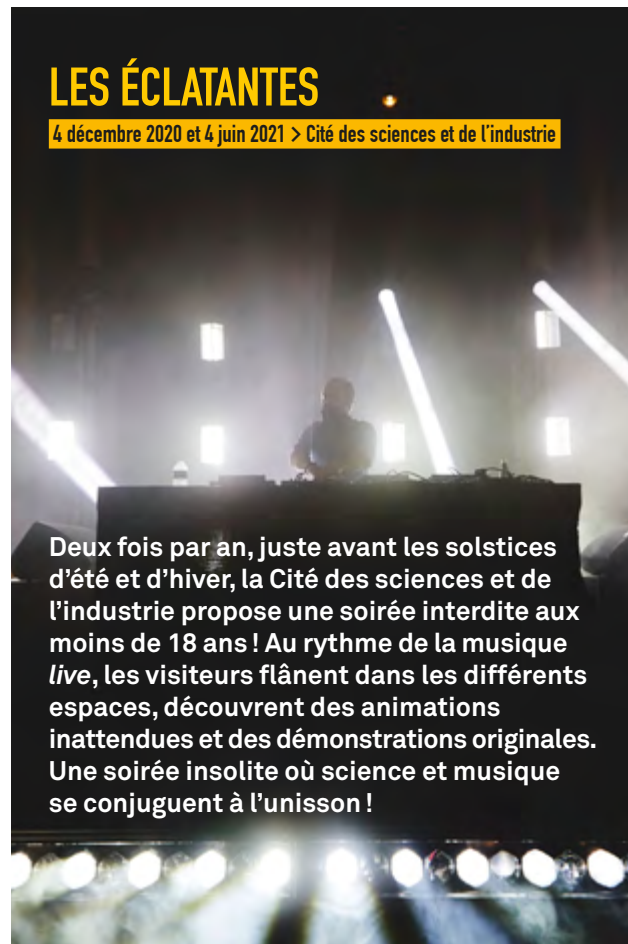 LES ÉCLATANTES
4 décembre 2020 et 4 juin 2021 > Cité des sciences et de l'industrie
Deux fois par an, juste avant les solstices
d'été et d'hiver, la Cité des sciences et de
l'industrie propose une soirée interdite aux
moins de 18 ans ! Au rythme de la musique
live, les visiteurs flânent dans les différents
espaces, découvrent des animations
inattendues et des démonstrations originales.
Une soirée insolite où science et musique
se conjuguent à l'unisson !